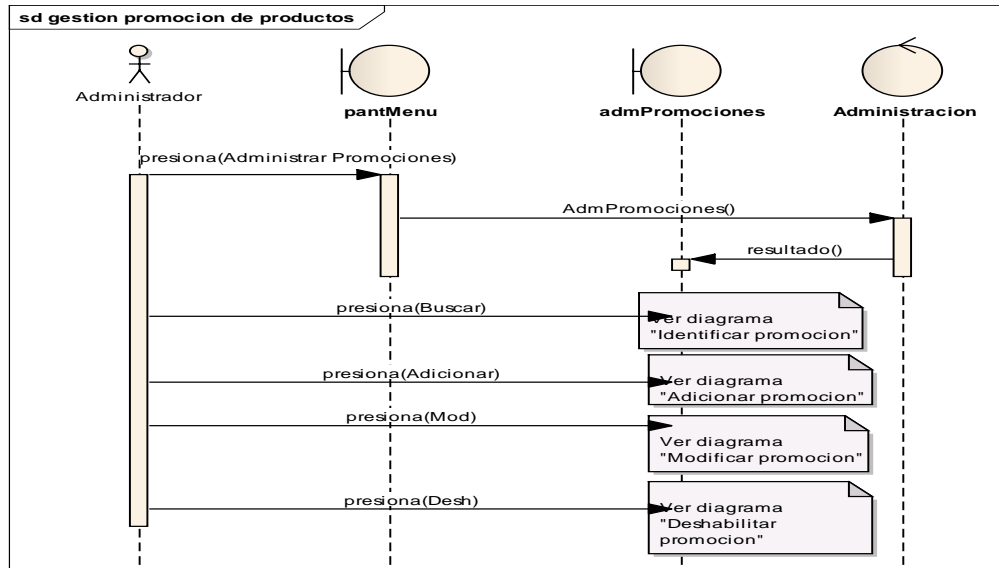 sd gestion promocion de productos
Administrador
pantMenu
admPromociones
Administracion
presiona(Administrar Promociones)
AdmPromociones()
resultado()
presiona(Buscar)
Ver diagrama
"Identificar promocion"
presiona(Adicionar)
Ver diagrama
"Adicionar promocion"
presiona(Mod)
Ver diagrama
"Modificar promocion"
presiona(Desh)
Ver diagrama
"Deshabilitar
promocion"